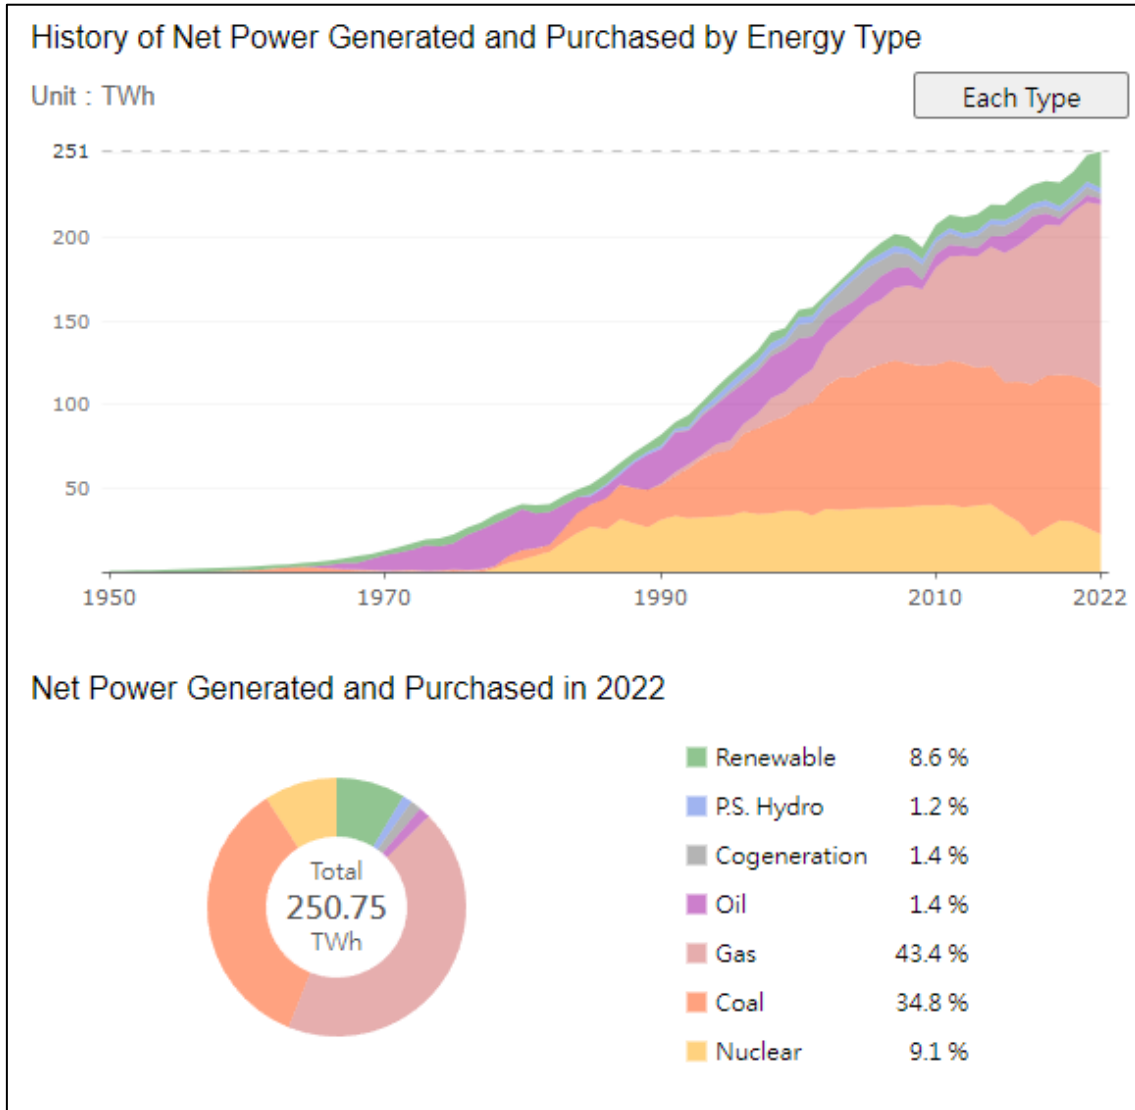 History of Net Power Generated and Purchased by Energy Type
Unit : TWh
Each Type
251
200
150
100
50
1950 1970 1990 2010 2022
Net Power Generated and Purchased in 2022
Total
250.75
TWh
Renewable 8.6 %
P.S. Hydro 1.2 %
Cogeneration 1.4 %
Oil 1.4 %
Gas 43.4 %
Coal 34.8 %
Nuclear 9.1 %